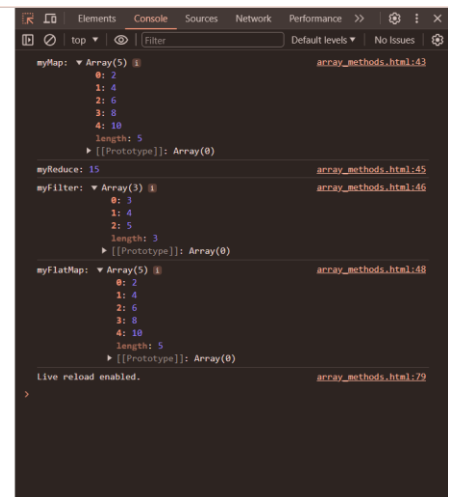 Elements Console Sources Network Performance
top Filter Default levels No Issues
myMap: Array(5) i array_methods.html:43
0: 2
1: 4
2: 6
3: 8
4: 10
length: 5
[[Prototype]]: Array(0)
myReduce: 15 array_methods.html:45
myFilter: Array(3) i array_methods.html:46
0: 3
1: 4
2: 5
length: 3
[[Prototype]]: Array(0)
myFlatMap: Array(5) i array_methods.html:48
0: 2
1: 4
2: 6
3: 8
4: 10
length: 5
[[Prototype]]: Array(0)
Live reload enabled. array_methods.html:79